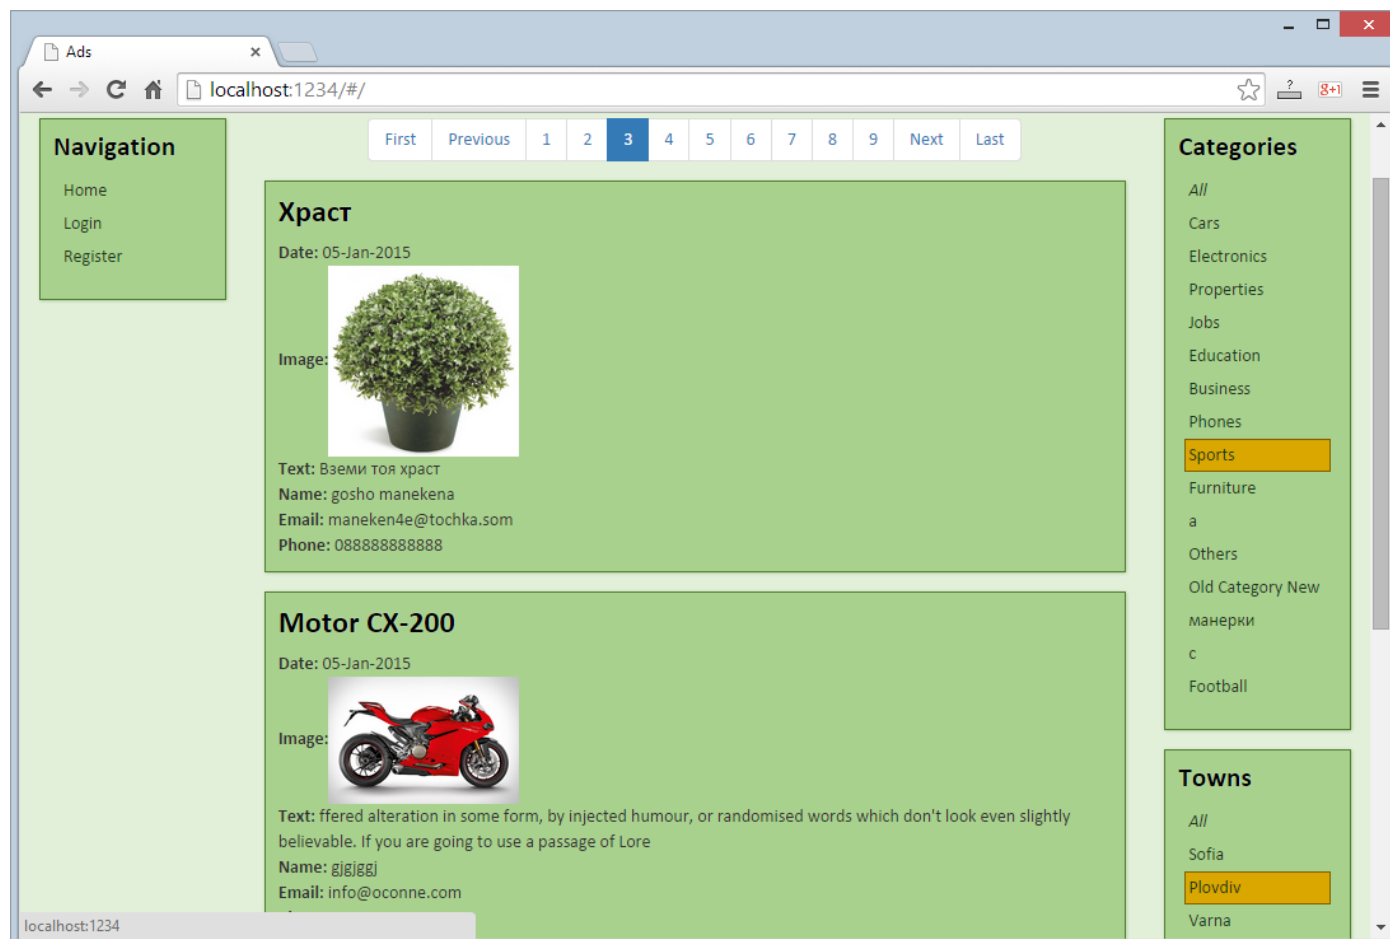 Ads
localhost:1234/#/
?
g+1
Navigation
Home
Login
Register
First Previous 1 2 3 4 5 6 7 8 9 Next Last
Храст
Date: 05-Jan-2015
Image:
Text: Вземи тоя храст
Name: gosho manekena
Email: maneken4e@tochka.som
Phone: 088888888888
Motor CX-200
Date: 05-Jan-2015
Image:
Text: ffered alteration in some form, by injected humour, or randomised words which don't look even slightly
believable. If you are going to use a passage of Lore
Name: gjgjggj
Email: info@oconne.com
Categories
All
Cars
Electronics
Properties
Jobs
Education
Business
Phones
Sports
Furniture
a
Others
Old Category New
манерки
c
Football
Towns
All
Sofia
Plovdiv
Varna
localhost:1234